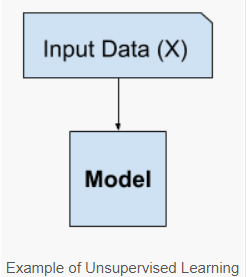 Input Data (X)
Model
Example of Unsupervised Learning